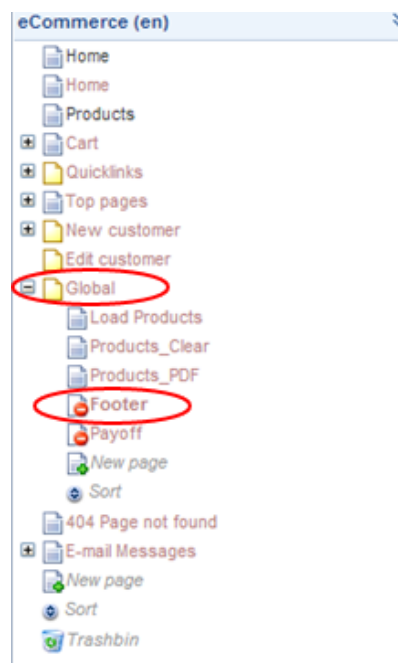 eCommerce (en)
Home
Home
Products
Cart
Quicklinks
Top pages
New customer
Edit customer
Global
Load Products
Products_Clear
Products_PDF
Footer
Payoff
New page
Sort
404 Page not found
E-mail Messages
New page
Sort
Trashbin